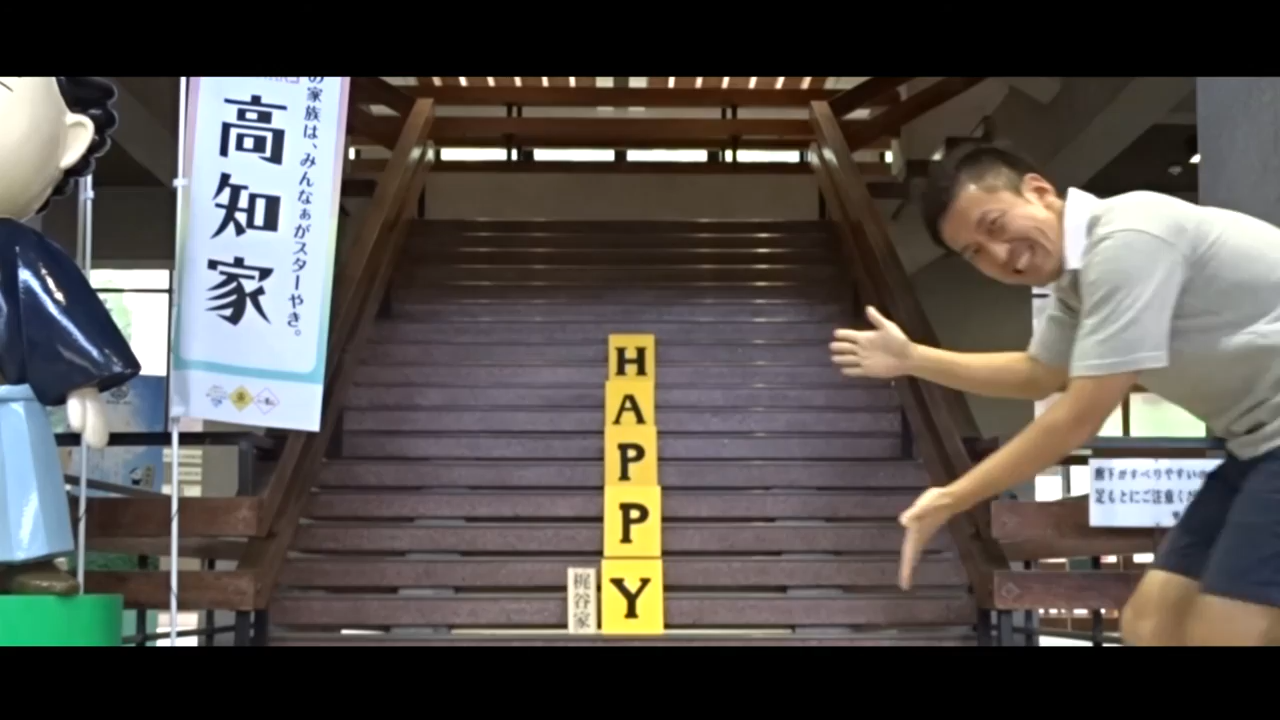 高知家
の家族は、みんなぁがスターやき。
HAPPY
梶谷家
廊下がすべりやすいの
足もとにご注意くだ